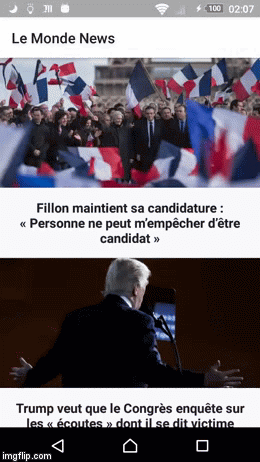 100% 02:07
Le Monde News
Fillon maintient sa candidature :
« Personne ne peut m’empêcher d’être
candidat »
Trump veut que le Congrès enquête sur
les « écoutes » dont il se dit victime
imgflip.com